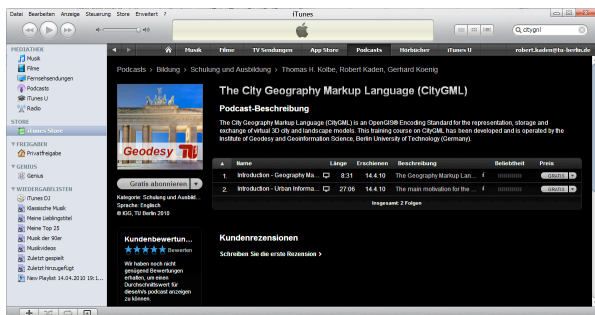 Datei Bearbeiten Anzeige Steuerung Store Erweitert ?
iTunes
citygml
MEDIATHEK
Musik
Filme
Fernsehsendungen
Podcasts
iTunes U
Radio
STORE
iTunes Store
FREIGABEN
Privatfreigabe
GENIUS
Genius
WIEDERGABELISTEN
iTunes DJ
Klassische Musik
Meine Lieblingstitel
Meine Top 25
Musik der 90er
Musikvideos
Zuletzt gespielt
Zuletzt hinzugefügt
New Playlist 14.04.2010 19:1...
Musik Filme TV Sendungen App Store Podcasts Hörbücher iTunes U robert.kaden@tu-berlin.de
Podcasts > Bildung > Schulung und Ausbildung > Thomas H. Kolbe, Robert Kaden, Gerhard Koenig
Geodesy
Gratis abonnieren
Kategorie: Schulung und Ausbild...
Sprache: Englisch
© IGG, TU Berlin 2010
The City Geography Markup Language (CityGML)
Podcast-Beschreibung
The City Geography Markup Language (CityGML) is an OpenGIS® Encoding Standard for the representation, storage and
exchange of virtual 3D city and landscape models. This training course on CityGML has been developed and is operated by the
Institute of Geodesy and Geoinformation Science, Berlin University of Technology (Germany).
Name Länge Erschienen Beschreibung Beliebtheit Preis
1. Introduction - Geography Ma... 8:31 14.4.10 The Geography Markup Lan... GRATIS
2. Introduction - Urban Informa... 27:06 14.4.10 The main motivation for the ... GRATIS
Insgesamt: 2 Folgen
Kundenbewertun...
Bewerten
Wir haben noch nicht
genügend Bewertungen
erhalten, um einen
Durchschnittswert für
diese/n/s podcast anzeigen
zu können.
Kundenrezensionen
Schreiben Sie die erste Rezension >